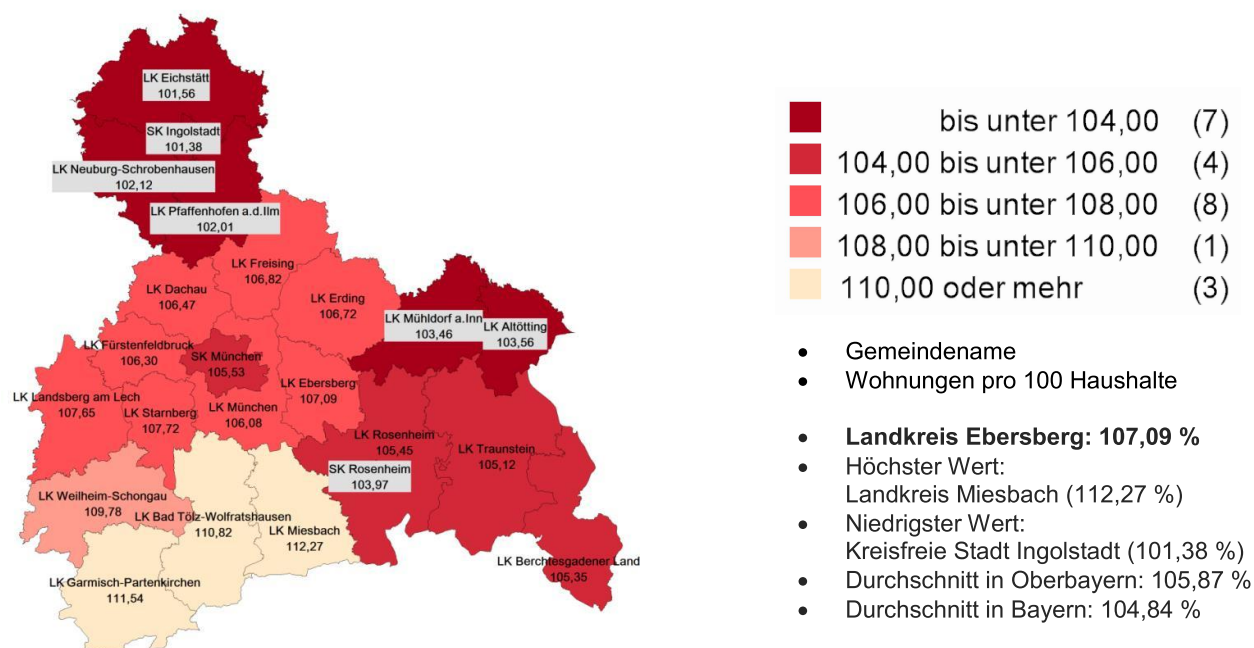 LK Eichstätt
101,56
SK Ingolstadt
101,38
LK Neuburg-Schrobenhausen
102,12
LK Pfaffenhofen a.d.Ilm
102,01
LK Freising
106,82
LK Dachau
106,47
LK Erding
106,72
LK Mühldorf a.Inn
103,46
LK Altötting
103,56
LK Fürstenfeldbruck
106,30
SK München
105,53
LK Ebersberg
107,09
LK Landsberg am Lech
107,65
LK Starnberg
107,72
LK München
106,08
LK Rosenheim
105,45
LK Traunstein
105,12
SK Rosenheim
103,97
LK Weilheim-Schongau
109,78
LK Bad Tölz-Wolfratshausen
110,82
LK Miesbach
112,27
LK Berchtesgadener Land
105,35
LK Garmisch-Partenkirchen
111,54
bis unter 104,00 (7)
104,00 bis unter 106,00 (4)
106,00 bis unter 108,00 (8)
108,00 bis unter 110,00 (1)
110,00 oder mehr (3)
• Gemeindename
• Wohnungen pro 100 Haushalte
• Landkreis Ebersberg: 107,09 %
• Höchster Wert:
Landkreis Miesbach (112,27 %)
• Niedrigster Wert:
Kreisfreie Stadt Ingolstadt (101,38 %)
• Durchschnitt in Oberbayern: 105,87 %
• Durchschnitt in Bayern: 104,84 %